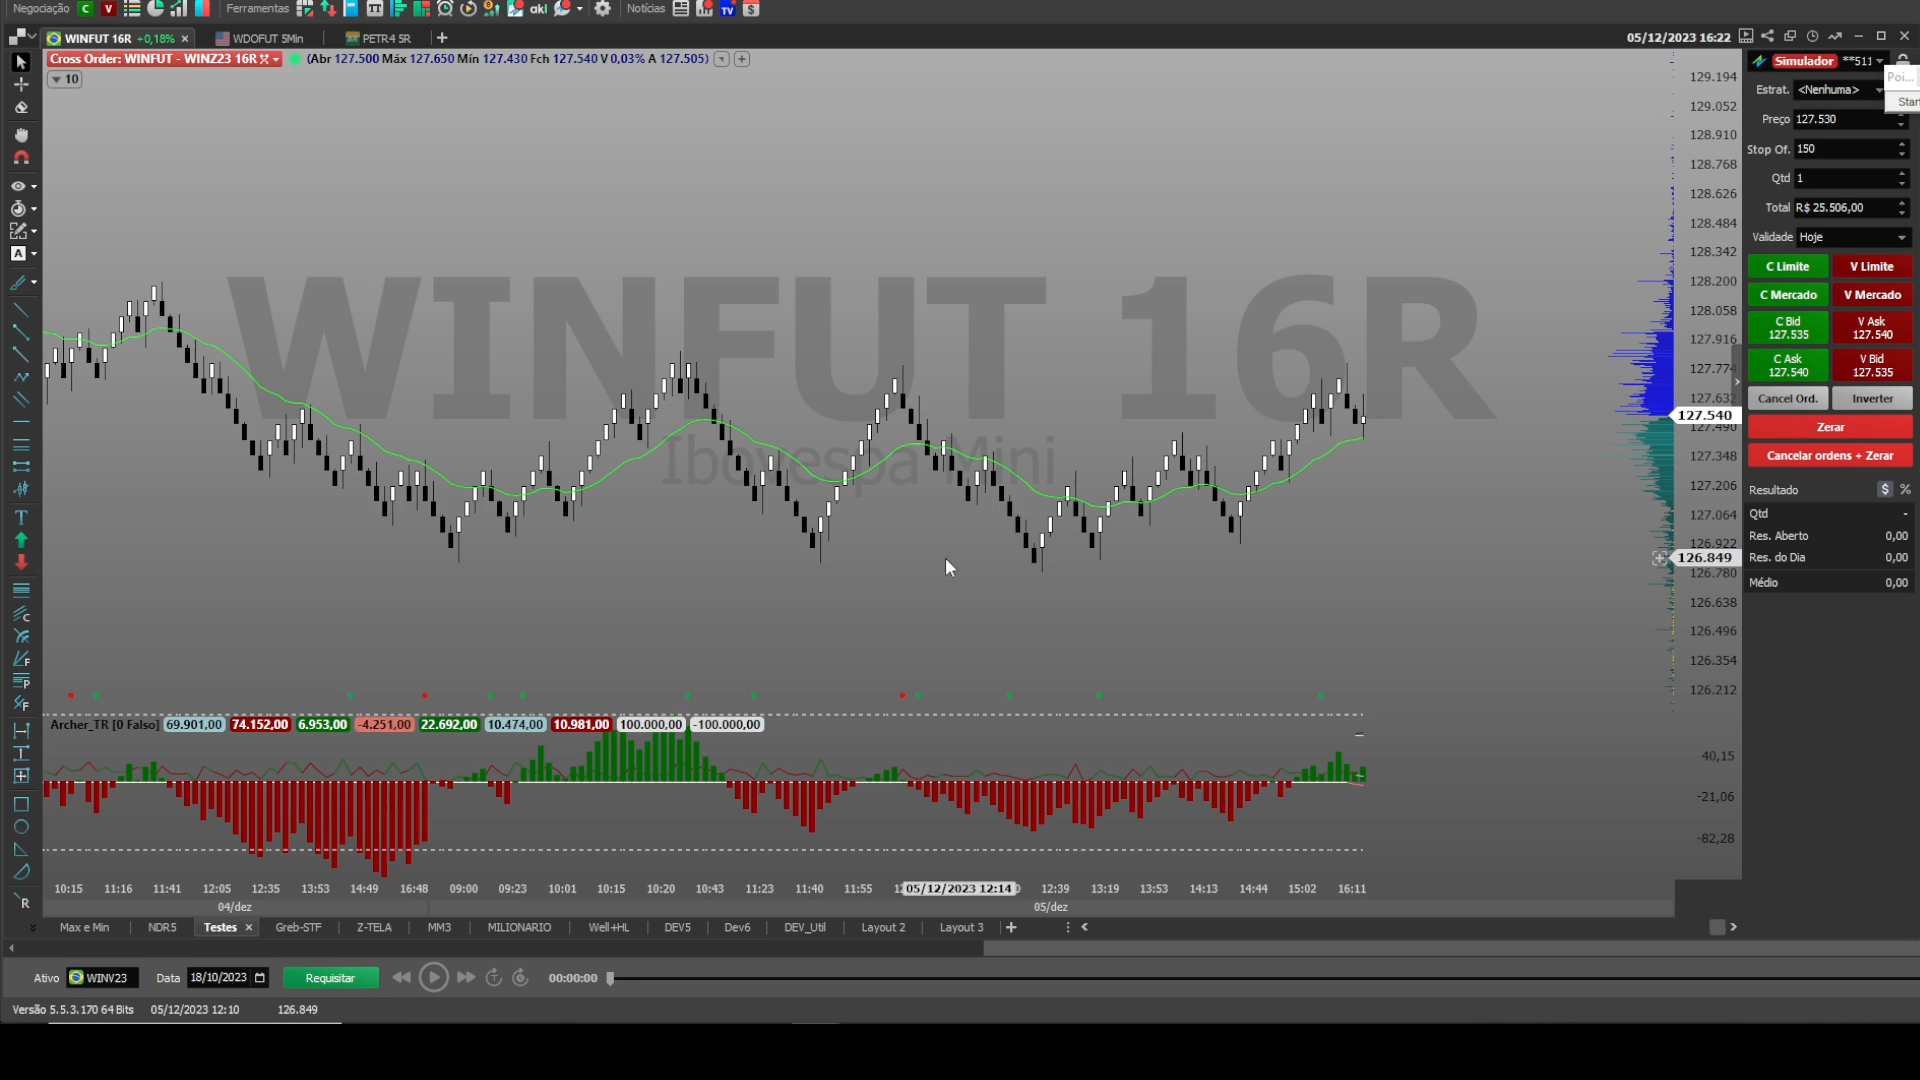 Negociação C V Ferramentas TT akl Notícias TV $
WINFUT 16R +0,18% × WDOFUT 5Min PETR4 5R +
05/12/2023 16:22
Cross Order: WINFUT - WINZ23 16R (Abr 127.500 Máx 127.650 Mín 127.430 Fch 127.540 V 0,03% A 127.505)
10
WINFUT 16R
Ibovespa Mini
129.194
129.052
128.910
128.768
128.626
128.484
128.342
128.200
128.058
127.916
127.774
127.632
127.540
127.490
127.348
127.206
127.064
126.922
126.849
126.780
126.638
126.496
126.354
126.212
Archer_TR [0 Falso] 69.901,00 74.152,00 6.953,00 -4.251,00 22.692,00 10.474,00 10.981,00 100.000,00 -100.000,00
40,15
-21,06
-82,28
10:15 11:16 11:41 12:05 12:35 13:53 14:49 16:48 09:00 09:23 10:01 10:15 10:20 10:43 11:23 11:40 11:55 05/12/2023 12:14 12:39 13:19 13:53 14:13 14:44 15:02 16:11
04/dez 05/dez
Max e Min NDR5 Testes × Greb-STF Z-TELA MM3 MILIONARIO Well+HL DEV5 Dev6 DEV_Util Layout 2 Layout 3 +
Ativo WINV23 Data 18/10/2023 Requisitar 00:00:00
Versão 5.5.3.170 64 Bits 05/12/2023 12:10 126.849
Simulador **511
Poi...
Start
Estrat. <Nenhuma>
Preço 127.530
Stop Of. 150
Qtd 1
Total R$ 25.506,00
Validade Hoje
C Limite V Limite
C Mercado V Mercado
C Bid V Ask
127.535 127.540
C Ask V Bid
127.540 127.535
Cancel Ord. Inverter
Zerar
Cancelar ordens + Zerar
Resultado $ %
Qtd -
Res. Aberto 0,00
Res. do Dia 0,00
Médio 0,00
A
T
C
F
P
F
R